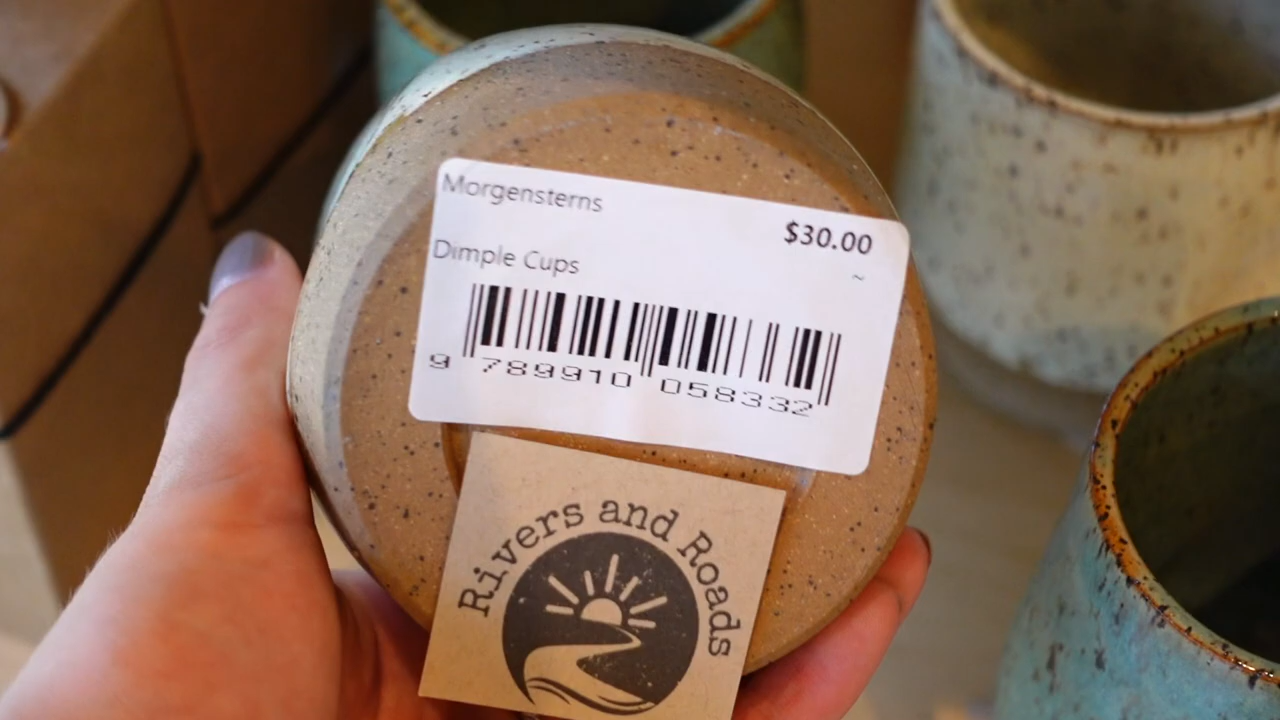 Morgensterns
$30.00
Dimple Cups
~
9 789910 058332
Rivers and Roads